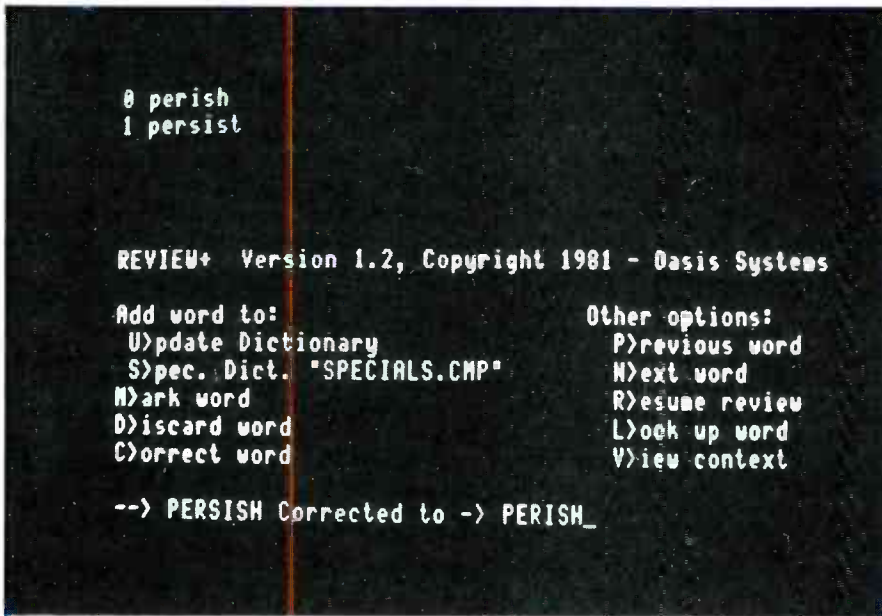 0 perish
1 persist
REVIEW+ Version 1.2, Copyright 1981 - Oasis Systems
Add word to:
U>pdate Dictionary
S>pec. Dict. "SPECIALS.CMP"
M>ark word
D>iscard word
C>orrect word
Other options:
P>revious word
N>ext word
R>esume review
L>ook up word
V>iew context
--> PERSISH Corrected to -> PERISH_